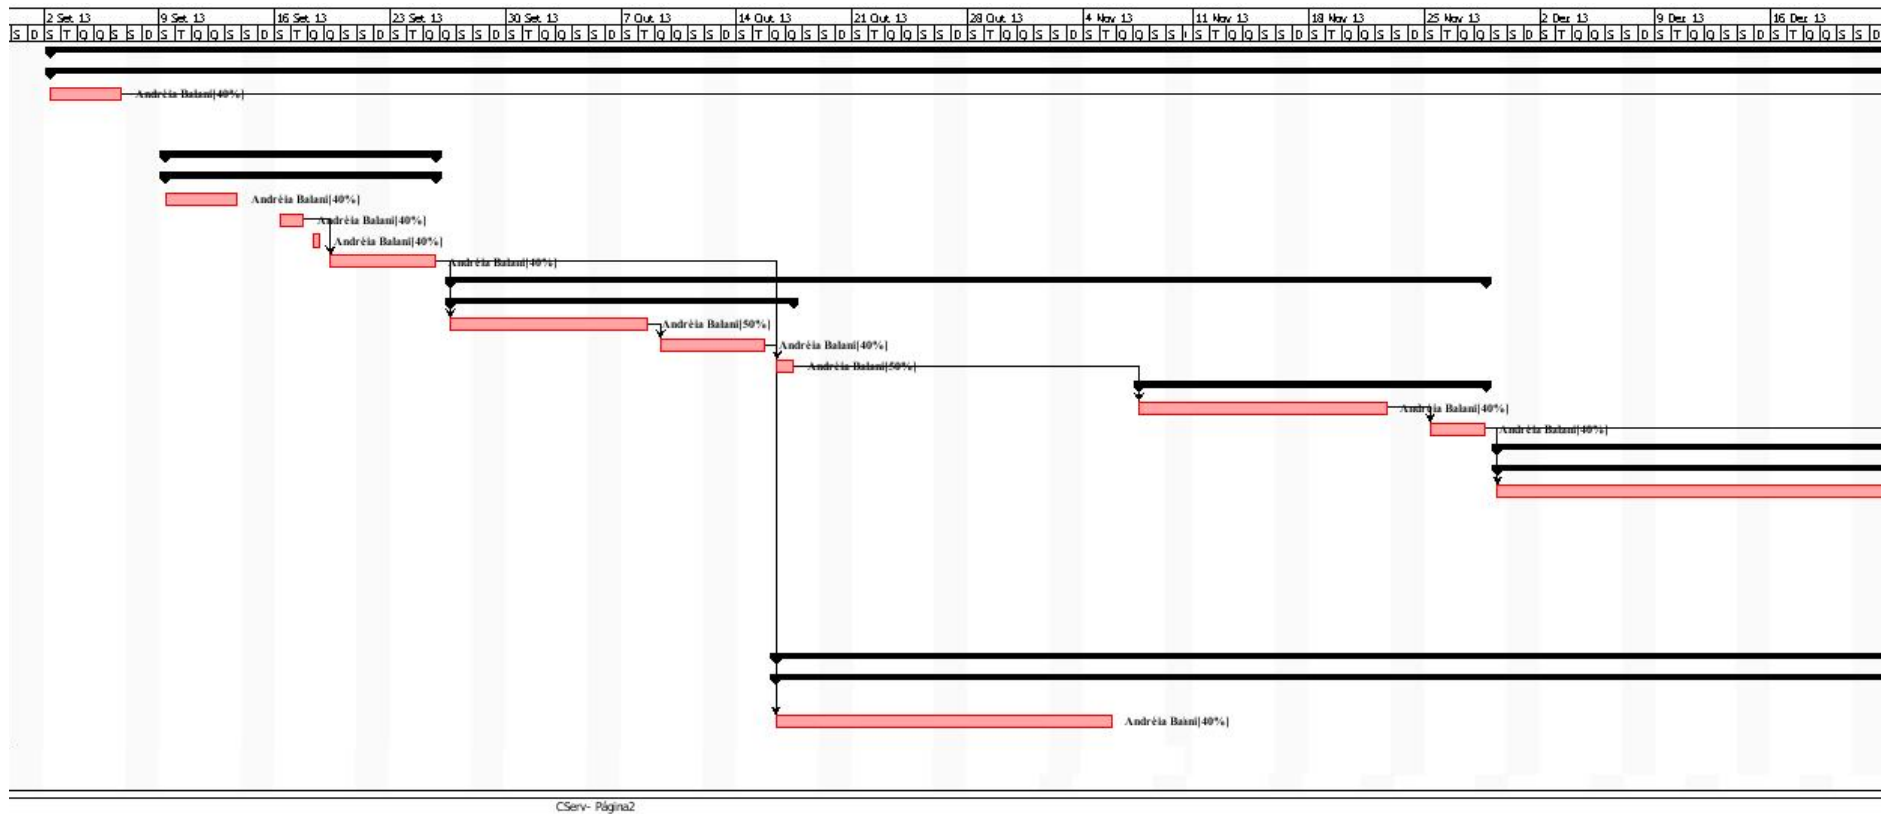 2 Set 13 9 Set 13 16 Set 13 23 Set 13 30 Set 13 7 Out 13 14 Out 13 21 Out 13 28 Out 13 4 Nov 13 11 Nov 13 18 Nov 13 25 Nov 13 2 Dez 13 9 Dez 13 16 Dez 13
S D S T Q Q S S D S T Q Q S S D S T Q Q S S D S T Q Q S S D S T Q Q S S D S T Q Q S S D S T Q Q S S D S T Q Q S S D S T Q Q S S D S T Q Q S S S T Q Q S S D S T Q Q S S D S T Q Q S S D S T Q Q S S D S T Q Q S S D S T Q Q S S D
Andréia Balani[40%]
Andréia Balani[40%]
Andréia Balani[40%]
Andréia Balani[40%]
Andréia Balani[40%]
Andréia Balani[50%]
Andréia Balani[40%]
Andréia Balani[50%]
Andréia Balani[40%]
Andréia Balani[40%]
Andréia Balani[40%]
CServ- Página2